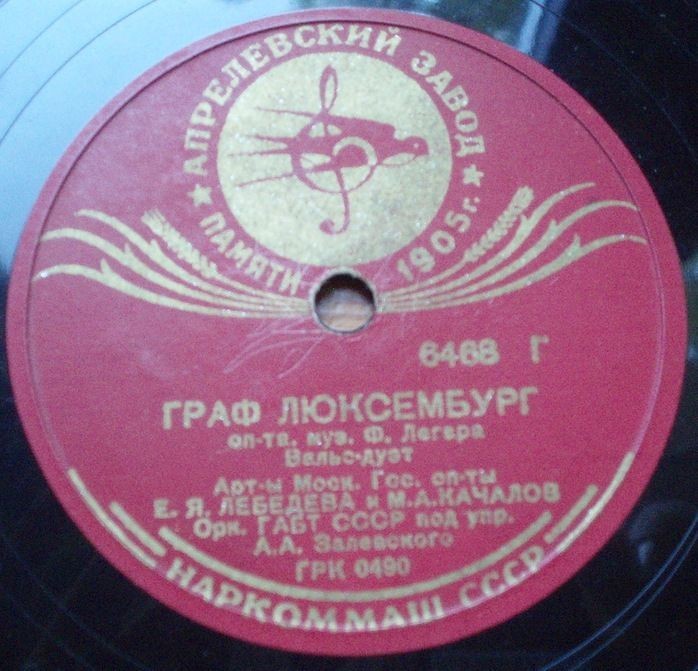 ★ АПРЕЛЕВСКИЙ ЗАВОД ★
ПАМЯТИ 1905 г.
6468 Г
ГРАФ ЛЮКСЕМБУРГ
оп-та, муз. Ф. Легара
Вальс-дуэт
Арт-ы Моск. Гос. оп-ты
Е. Я. ЛЕБЕДЕВА и М.А.КАЧАЛОВ
Орк. ГАБТ СССР под упр.
А.А. Залевского
ГРК 0490
НАРКОММАШ СССР